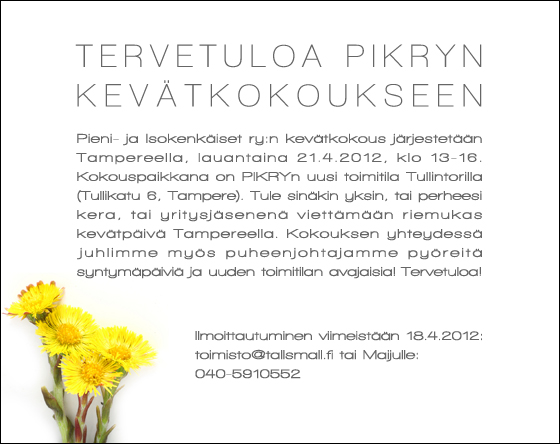 TERVETULOA PIKRYN
KEVÄTKOKOUKSEEN
Pieni- ja Isokenkäiset ry:n kevätkokous järjestetään
Tampereella, lauantaina 21.4.2012, klo 13-16.
Kokouspaikkana on PIKRYn uusi toimitila Tullintorilla
(Tullikatu 6, Tampere). Tule sinäkin yksin, tai perheesi
kera, tai yritysjäsenenä viettämään riemukas
kevätpäivä Tampereella. Kokouksen yhteydessä
juhlimme myös puheenjohtajamme pyöreitä
syntymäpäiviä ja uuden toimitilan avajaisia! Tervetuloa!
Ilmoittautuminen viimeistään 18.4.2012:
toimisto@tallsmall.fi tai Maijulle:
040-5910552